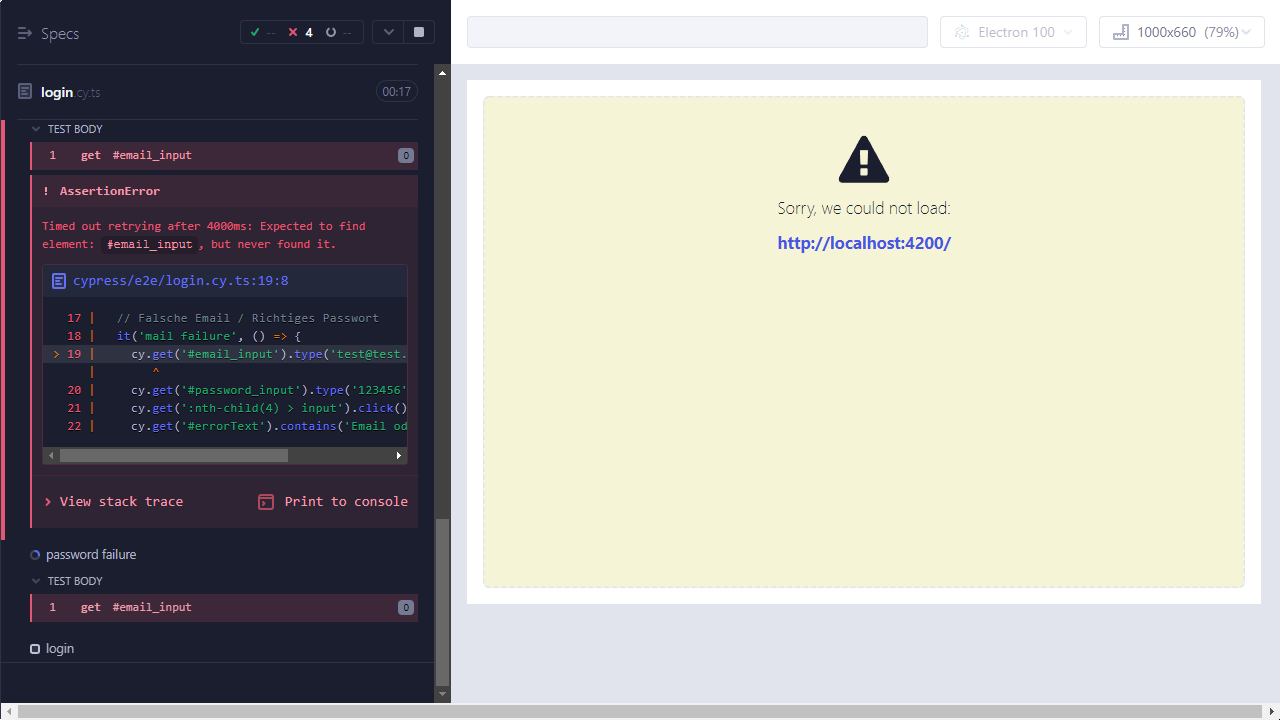 Specs
--
4
--
Electron 100
1000x660 (79%)
login.cy.ts
00:17
TEST BODY
1 get #email_input 0
! AssertionError
Timed out retrying after 4000ms: Expected to find
element: #email_input, but never found it.
cypress/e2e/login.cy.ts:19:8
17 | // Falsche Email / Richtiges Passwort
18 | it('mail failure', () => {
> 19 | cy.get('#email_input').type('test@test.
| ^
20 | cy.get('#password_input').type('123456'
21 | cy.get(':nth-child(4) > input').click()
22 | cy.get('#errorText').contains('Email od
> View stack trace
Print to console
password failure
TEST BODY
1 get #email_input 0
login
Sorry, we could not load:
http://localhost:4200/